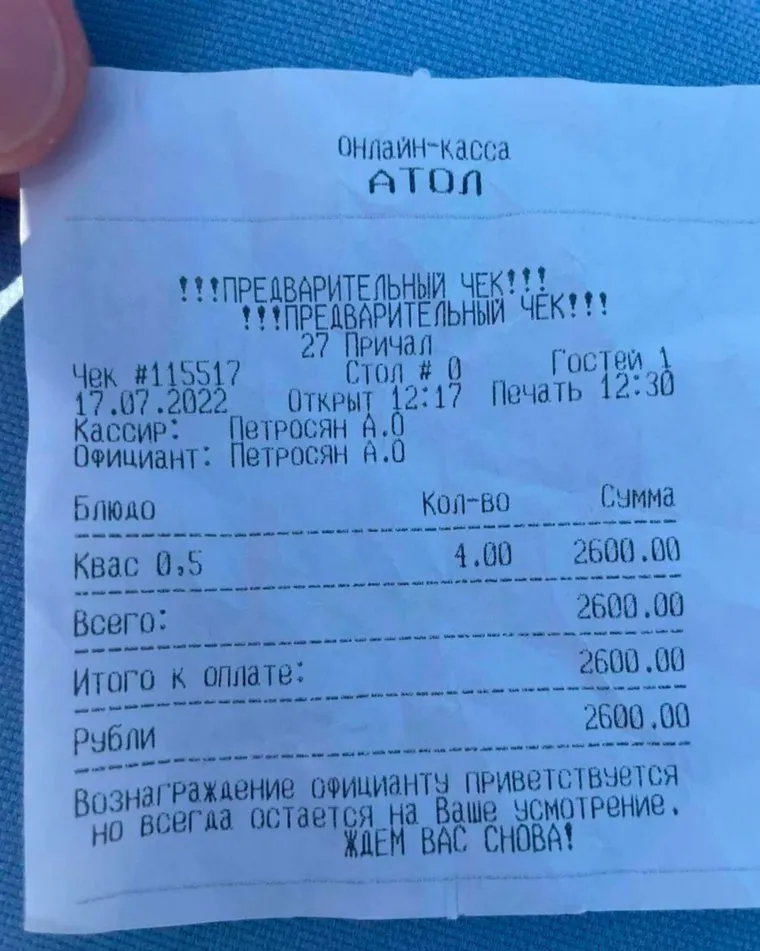 ОНЛАЙН-КАССА
АТОЛ
!!!ПРЕДВАРИТЕЛЬНЫЙ ЧЕК!!!
!!!ПРЕДВАРИТЕЛЬНЫЙ ЧЕК!!!
27 Причал
Чек #115517 Стол # 0 Гостей 1
17.07.2022 Открыт 12:17 Печать 12:30
Кассир: Петросян А.О
Официант: Петросян А.О
Блюдо Кол-во Сумма
Квас 0,5 4.00 2600.00
Всего: 2600.00
Итого к оплате: 2600.00
Рубли 2600.00
Вознаграждение официанту приветствуется
но всегда остается на Ваше усмотрение.
ЖДЕМ ВАС СНОВА!